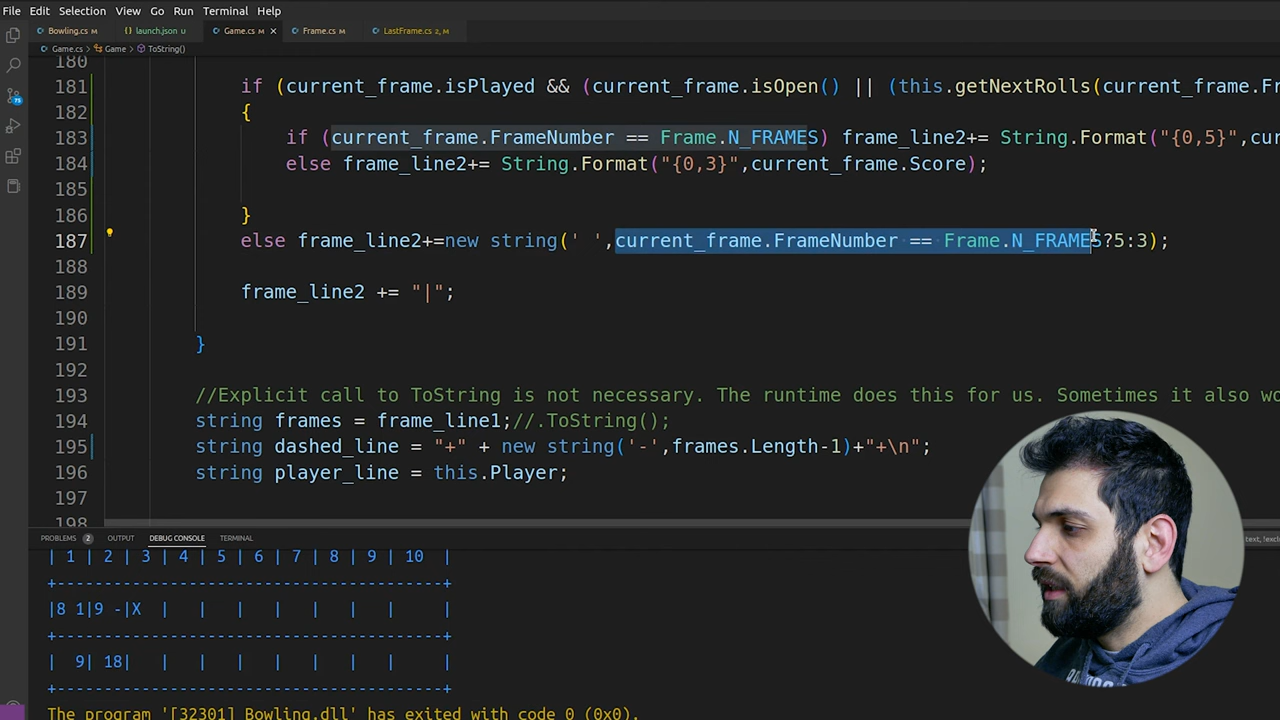 File Edit Selection View Go Run Terminal Help
Bowling.cs M launch.json U Game.cs M × Frame.cs M LastFrame.cs 2, M
Game.cs > Game > ToString()
180
181 if (current_frame.isPlayed && (current_frame.isOpen() || (this.getNextRolls(current_frame.Fr
182 {
183 if (current_frame.FrameNumber == Frame.N_FRAMES) frame_line2+= String.Format("{0,5}",cur
184 else frame_line2+= String.Format("{0,3}",current_frame.Score);
185
186 }
187 else frame_line2+=new string(' ',current_frame.FrameNumber == Frame.N_FRAMES?5:3);
188
189 frame_line2 += "|";
190
191 }
192
193 //Explicit call to ToString is not necessary. The runtime does this for us. Sometimes it also wo
194 string frames = frame_line1;//.ToString();
195 string dashed_line = "+" + new string('-',frames.Length-1)+"+\n";
196 string player_line = this.Player;
197
198
PROBLEMS 2 OUTPUT DEBUG CONSOLE TERMINAL
text, !excl
| 1 | 2 | 3 | 4 | 5 | 6 | 7 | 8 | 9 | 10 |
+-----------------------------------------+
|8 1|9 -|X | | | | | | | |
+-----------------------------------------+
| 9| 18| | | | | | | | |
+-----------------------------------------+
The program '[32301] Bowling.dll' has exited with code 0 (0x0).